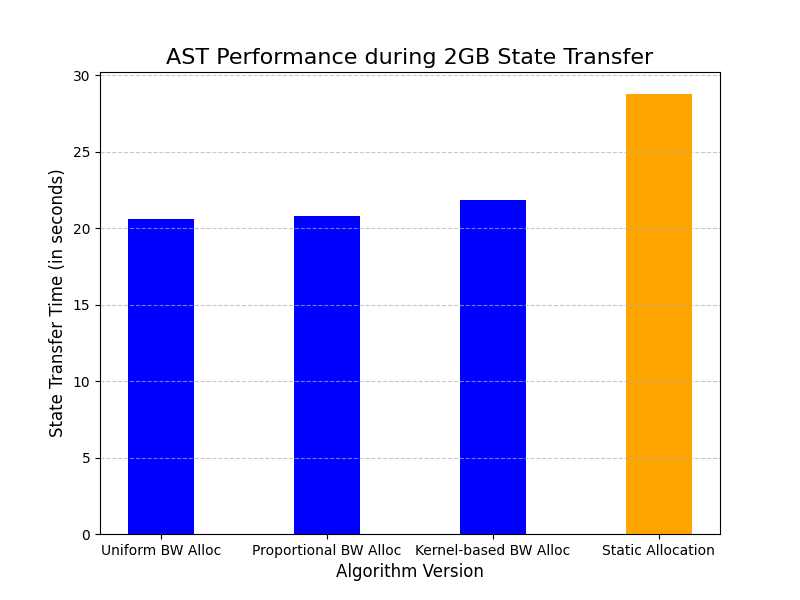 AST Performance during 2GB State Transfer
30
25
20
15
10
5
0
State Transfer Time (in seconds)
Uniform BW Alloc
Proportional BW Alloc
Kernel-based BW Alloc
Static Allocation
Algorithm Version